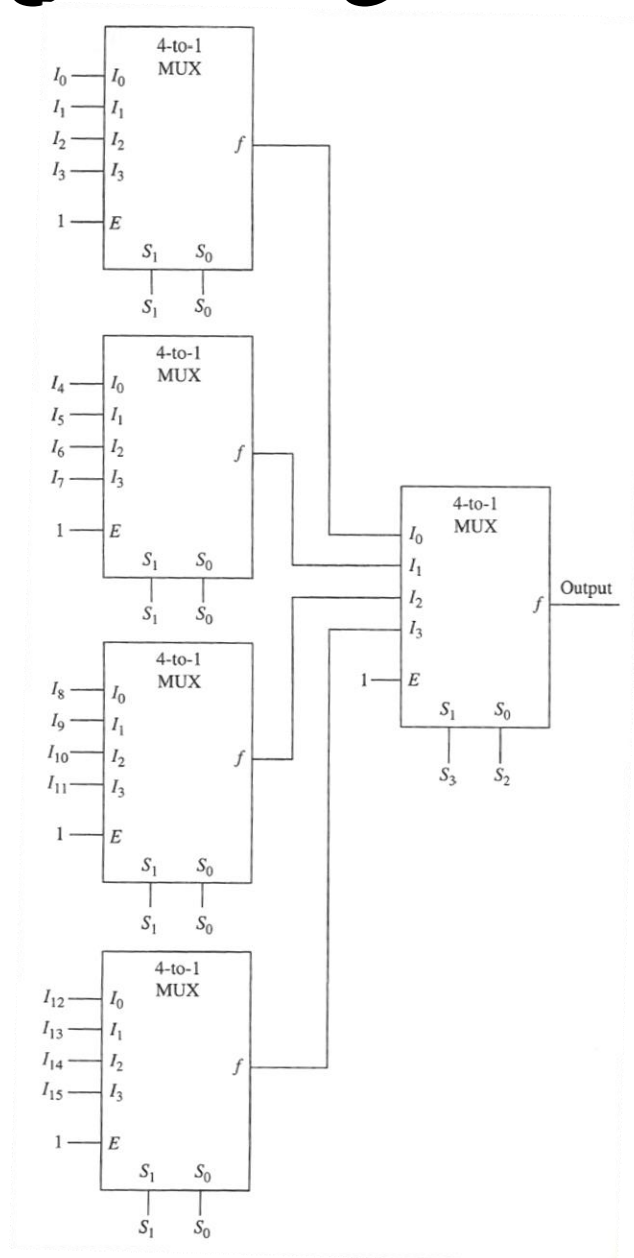 4-to-1
MUX
I₀ I₀
I₁ I₁
I₂ I₂
f
I₃ I₃
1 E
S₁ S₀
S₁ S₀
4-to-1
MUX
I₄ I₀
I₅ I₁
I₆ I₂
f
I₇ I₃
1 E
S₁ S₀
S₁ S₀
4-to-1
MUX
I₈ I₀
I₉ I₁
I₁₀ I₂
f
I₁₁ I₃
1 E
S₁ S₀
S₁ S₀
4-to-1
MUX
I₁₂ I₀
I₁₃ I₁
I₁₄ I₂
f
I₁₅ I₃
1 E
S₁ S₀
S₁ S₀
4-to-1
MUX
I₀
I₁
I₂
f Output
I₃
1 E
S₁ S₀
S₃ S₂